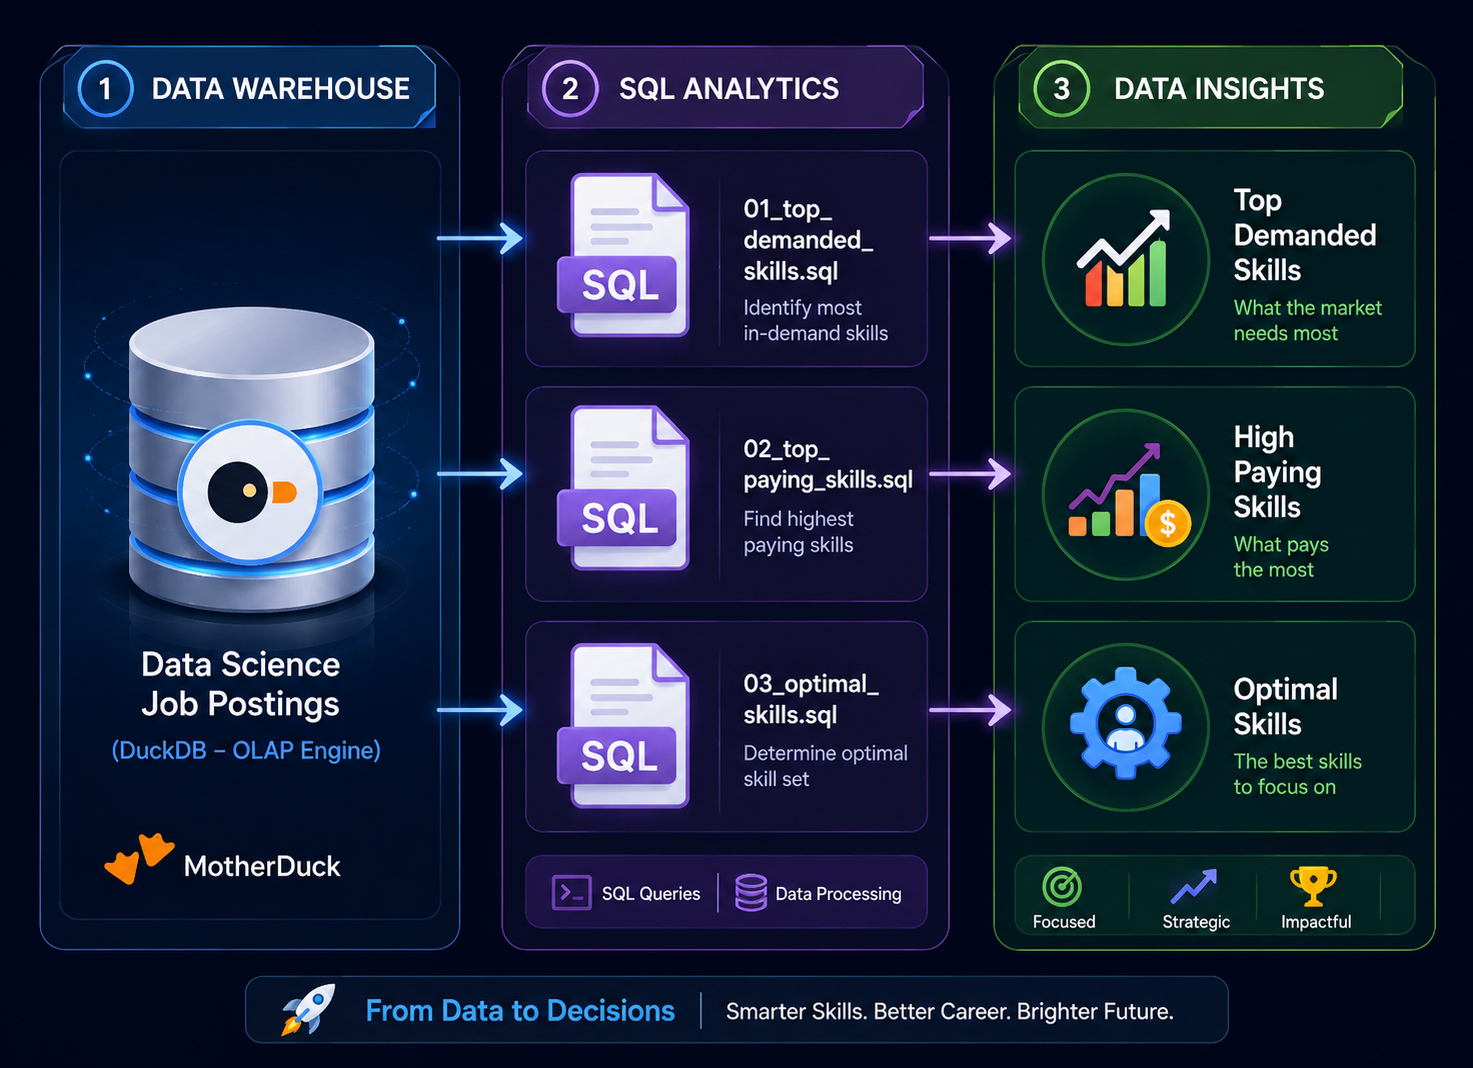 1 DATA WAREHOUSE
Data Science
Job Postings
(DuckDB – OLAP Engine)
MotherDuck
2 SQL ANALYTICS
SQL
01_top_
demanded_
skills.sql
Identify most
in-demand skills
SQL
02_top_
paying_skills.sql
Find highest
paying skills
SQL
03_optimal_
skills.sql
Determine optimal
skill set
SQL Queries
Data Processing
3 DATA INSIGHTS
Top
Demanded
Skills
What the market
needs most
$
High
Paying
Skills
What pays
the most
Optimal
Skills
The best skills
to focus on
Focused
Strategic
Impactful
From Data to Decisions
Smarter Skills. Better Career. Brighter Future.